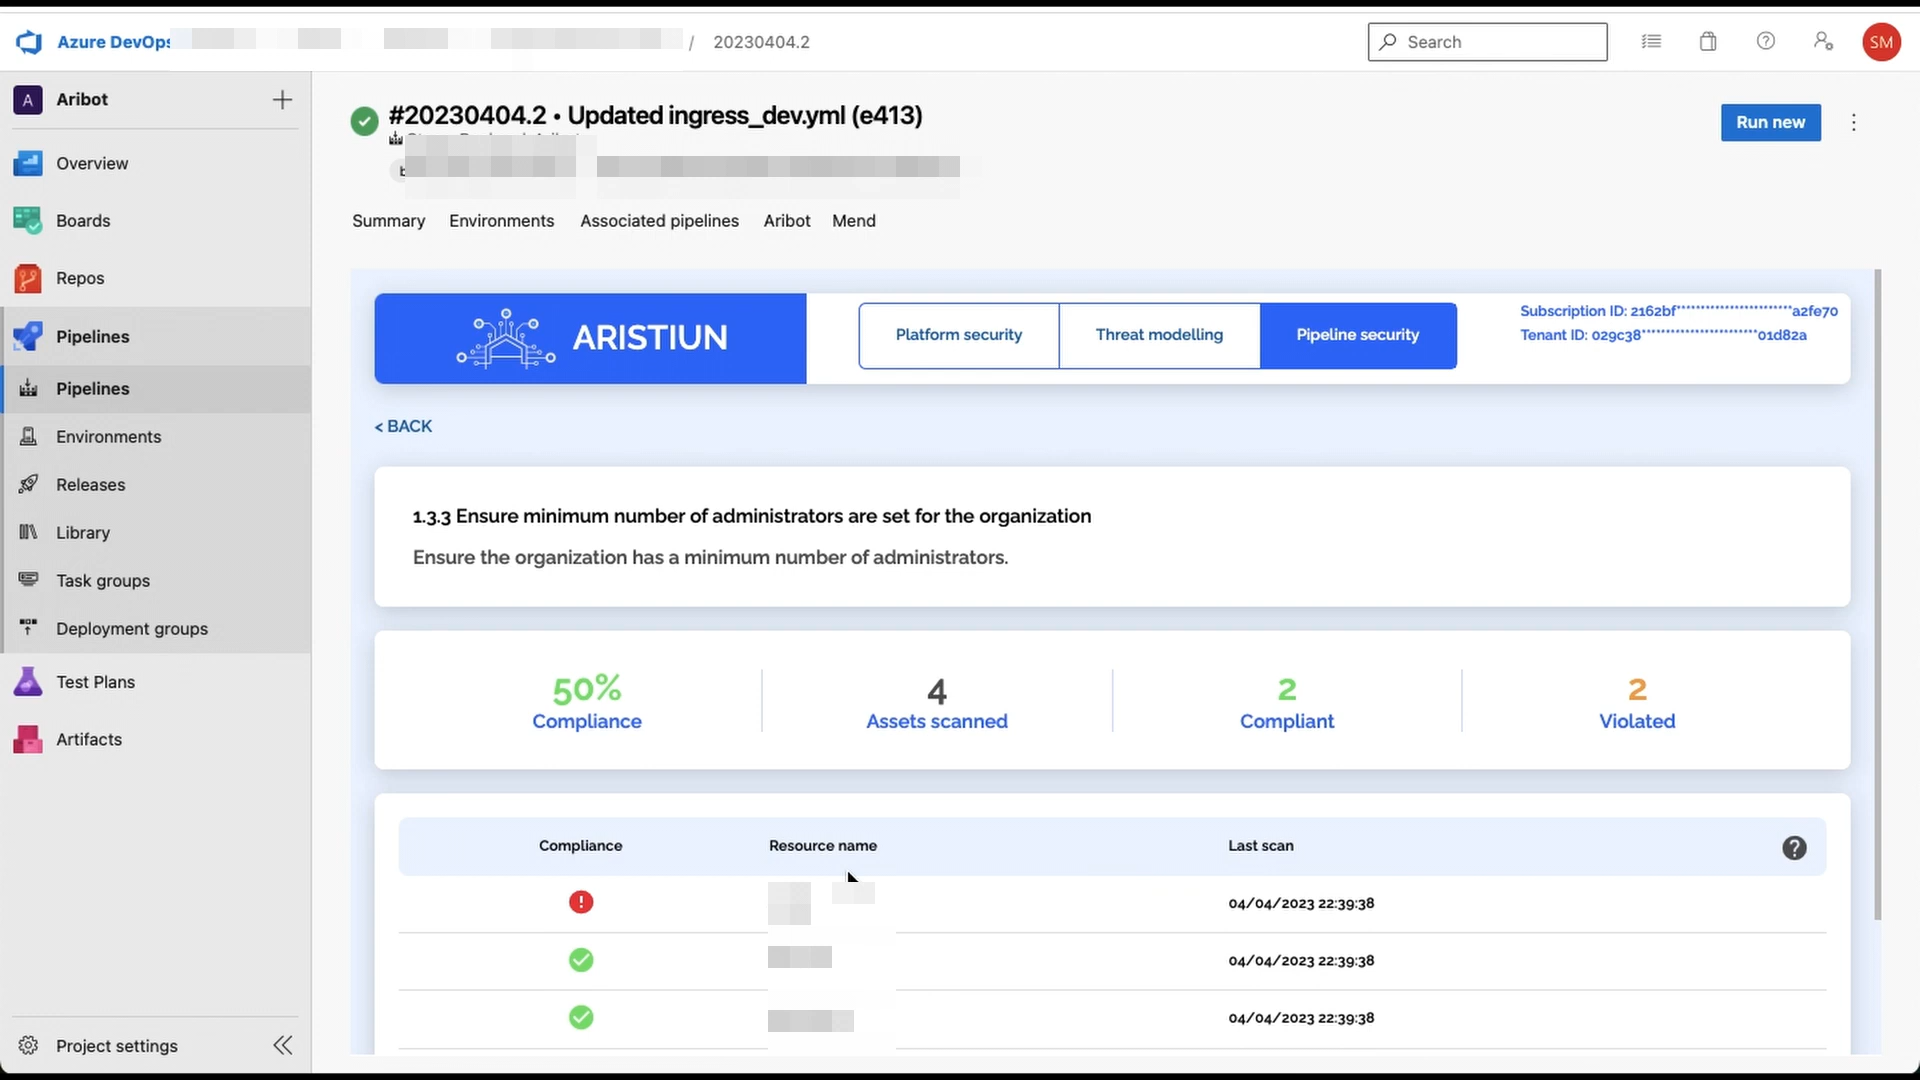 Azure DevOps
/ 20230404.2
Search
SM
A Aribot
Overview
Boards
Repos
Pipelines
Pipelines
Environments
Releases
Library
Task groups
Deployment groups
Test Plans
Artifacts
Project settings
#20230404.2 • Updated ingress_dev.yml (e413)
Run new
Summary Environments Associated pipelines Aribot Mend
ARISTIUN
Platform security Threat modelling Pipeline security
Subscription ID: 2162bf************************a2fe70
Tenant ID: 029c38************************01d82a
< BACK
1.3.3 Ensure minimum number of administrators are set for the organization
Ensure the organization has a minimum number of administrators.
50% 4 2 2
Compliance Assets scanned Compliant Violated
Compliance Resource name Last scan
04/04/2023 22:39:38
04/04/2023 22:39:38
04/04/2023 22:39:38